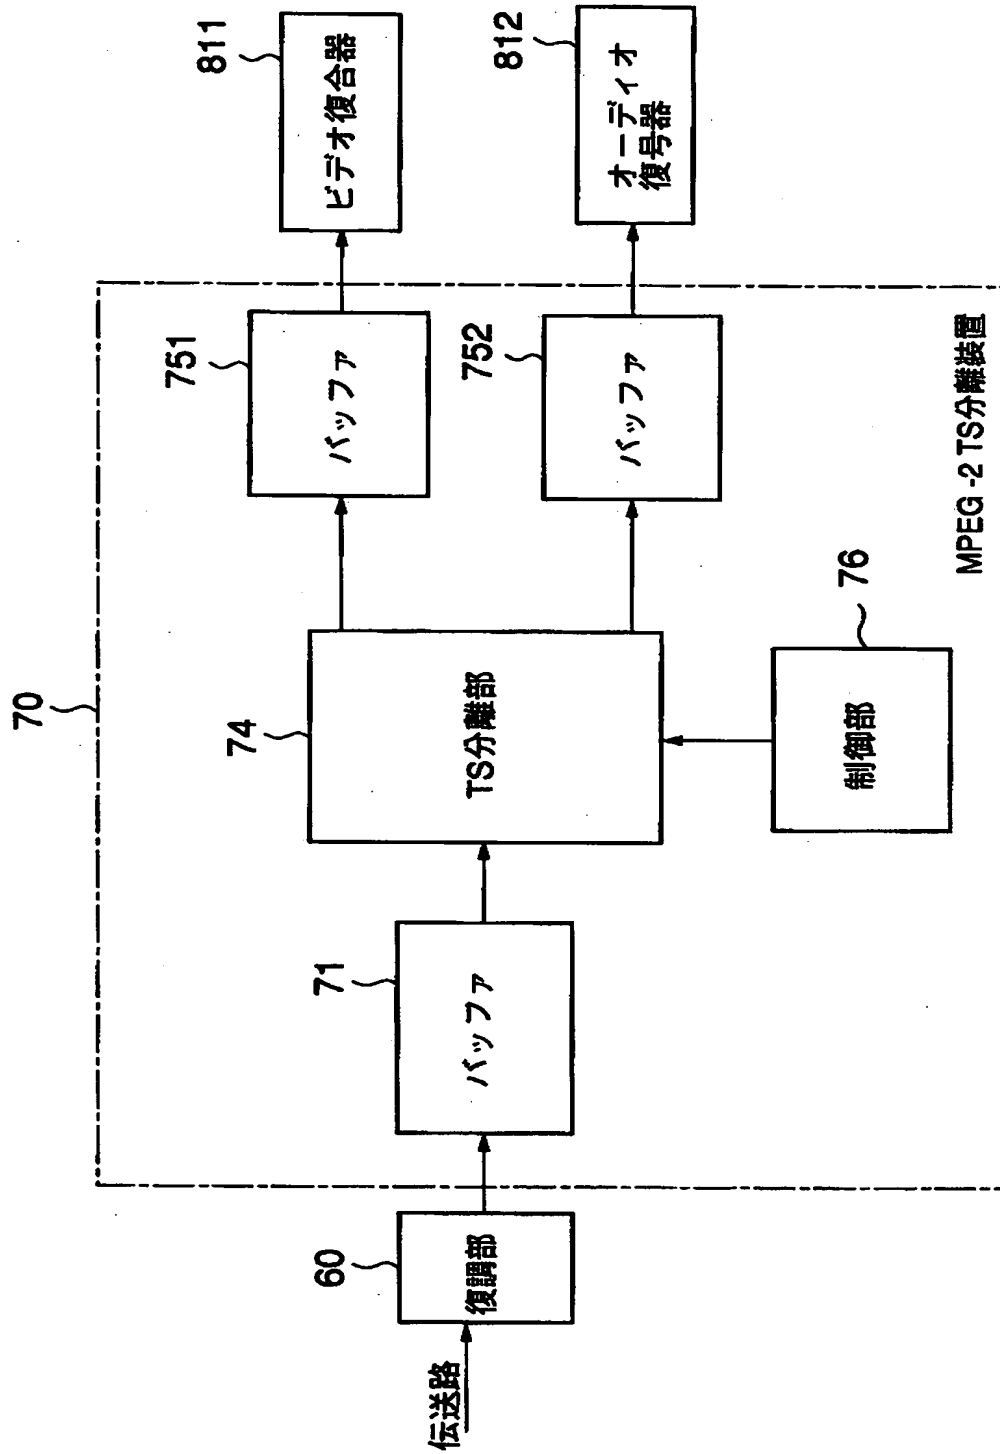 伝送路
60
復調部
70
71
バッファ
74
TS分離部
76
制御部
751
バッファ
752
バッファ
811
ビデオ復合器
812
オーディオ
復号器
MPEG -2 TS分離装置